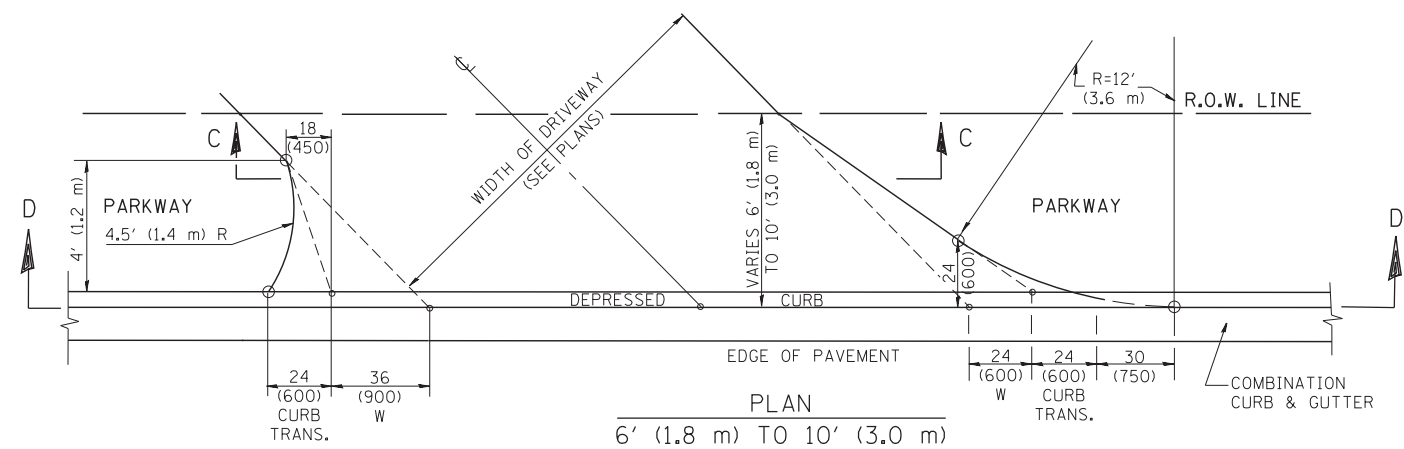 ℄
WIDTH OF DRIVEWAY
(SEE PLANS)
R=12'
(3.6 m)
R.O.W. LINE
C
18
(450)
C
4' (1.2 m)
PARKWAY
4.5' (1.4 m) R
VARIES 6' (1.8 m)
TO 10' (3.0 m)
PARKWAY
D
D
24
(600)
DEPRESSED CURB
EDGE OF PAVEMENT
24
(600)
CURB
TRANS.
36
(900)
W
24
(600)
W
24
(600)
CURB
TRANS.
30
(750)
COMBINATION
CURB & GUTTER
PLAN
6' (1.8 m) TO 10' (3.0 m)